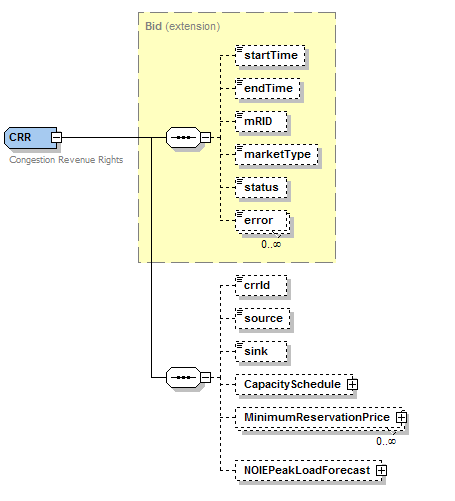 Bid (extension)
startTime
endTime
mRID
marketType
status
error
0..∞
CRR
Congestion Revenue Rights
crrId
source
sink
CapacitySchedule
MinimumReservationPrice
0..∞
NOIEPeakLoadForecast